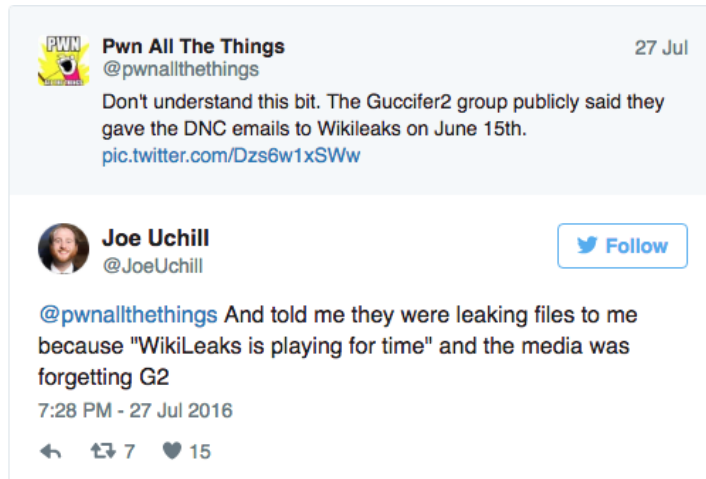 PWN
Pwn All The Things
27 Jul
@pwnallthethings
Don't understand this bit. The Guccifer2 group publicly said they
gave the DNC emails to Wikileaks on June 15th.
pic.twitter.com/Dzs6w1xSWw
Joe Uchill
Follow
@JoeUchill
@pwnallthethings And told me they were leaking files to me
because "WikiLeaks is playing for time" and the media was
forgetting G2
7:28 PM - 27 Jul 2016
7 15